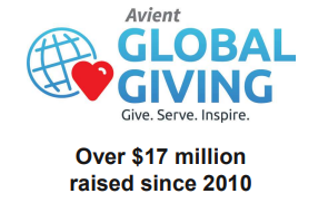 Avient
GLOBAL
GIVING
Give. Serve. Inspire.
Over $17 million
raised since 2010